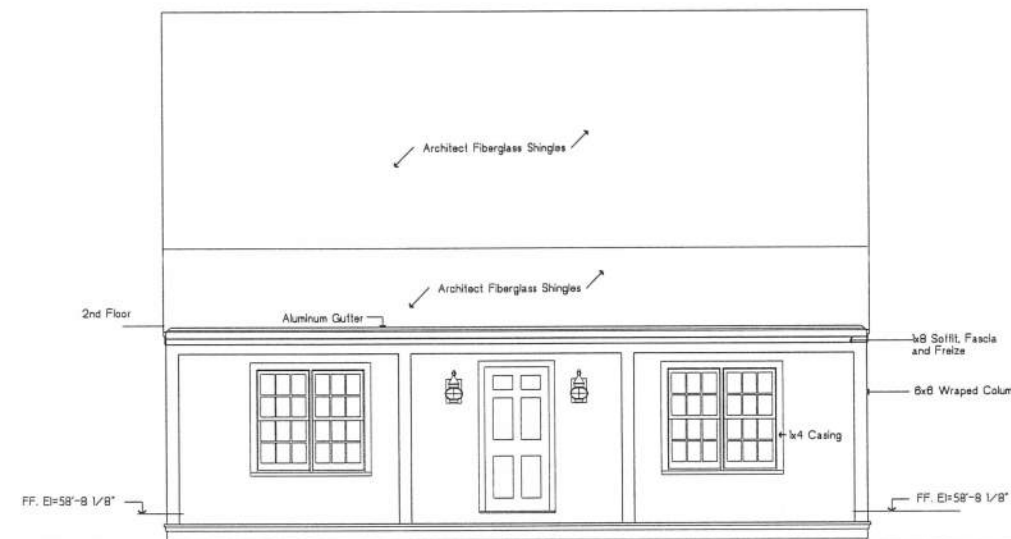 Architect Fiberglass Shingles
Architect Fiberglass Shingles
2nd Floor
Aluminum Gutter
1x8 Soffit, Fascia
and Freize
6x6 Wraped Colum
1x4 Casing
FF. El=58'-8 1/8"
FF. El=58'-8 1/8"